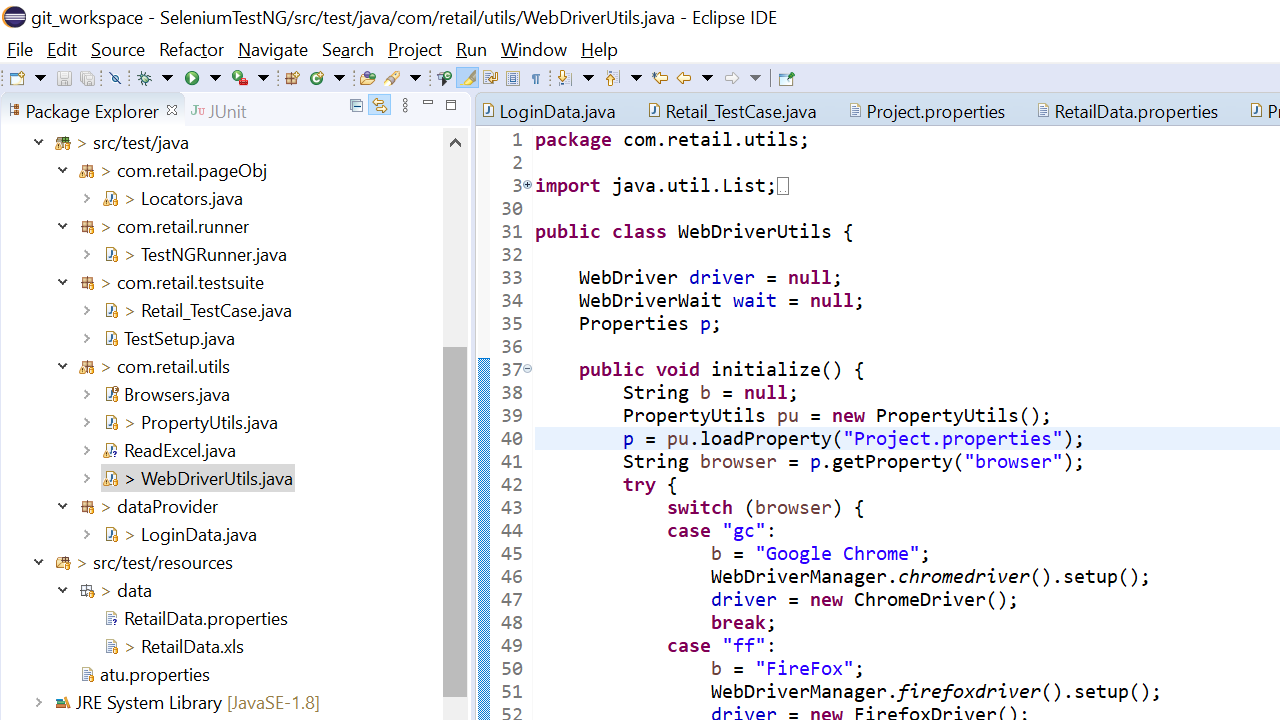 git_workspace - SeleniumTestNG/src/test/java/com/retail/utils/WebDriverUtils.java - Eclipse IDE
File Edit Source Refactor Navigate Search Project Run Window Help
Package Explorer JUnit
> src/test/java
> com.retail.pageObj
> Locators.java
> com.retail.runner
> TestNGRunner.java
> com.retail.testsuite
> Retail_TestCase.java
TestSetup.java
> com.retail.utils
Browsers.java
> PropertyUtils.java
ReadExcel.java
> WebDriverUtils.java
> dataProvider
> LoginData.java
> src/test/resources
> data
RetailData.properties
> RetailData.xls
atu.properties
JRE System Library [JavaSE-1.8]
LoginData.java Retail_TestCase.java Project.properties RetailData.properties
1 package com.retail.utils;
2
3 import java.util.List;
30
31 public class WebDriverUtils {
32
33 WebDriver driver = null;
34 WebDriverWait wait = null;
35 Properties p;
36
37 public void initialize() {
38 String b = null;
39 PropertyUtils pu = new PropertyUtils();
40 p = pu.loadProperty("Project.properties");
41 String browser = p.getProperty("browser");
42 try {
43 switch (browser) {
44 case "gc":
45 b = "Google Chrome";
46 WebDriverManager.chromedriver().setup();
47 driver = new ChromeDriver();
48 break;
49 case "ff":
50 b = "FireFox";
51 WebDriverManager.firefoxdriver().setup();
52 driver = new FirefoxDriver();